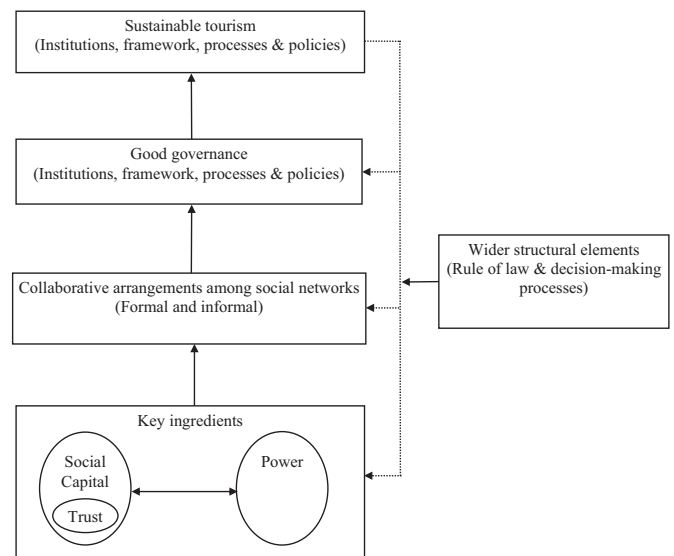 Sustainable tourism
(Institutions, framework, processes & policies)
Good governance
(Institutions, framework, processes & policies)
Wider structural elements
(Rule of law & decision-making
processes)
Collaborative arrangements among social networks
(Formal and informal)
Key ingredients
Social
Capital
Trust
Power